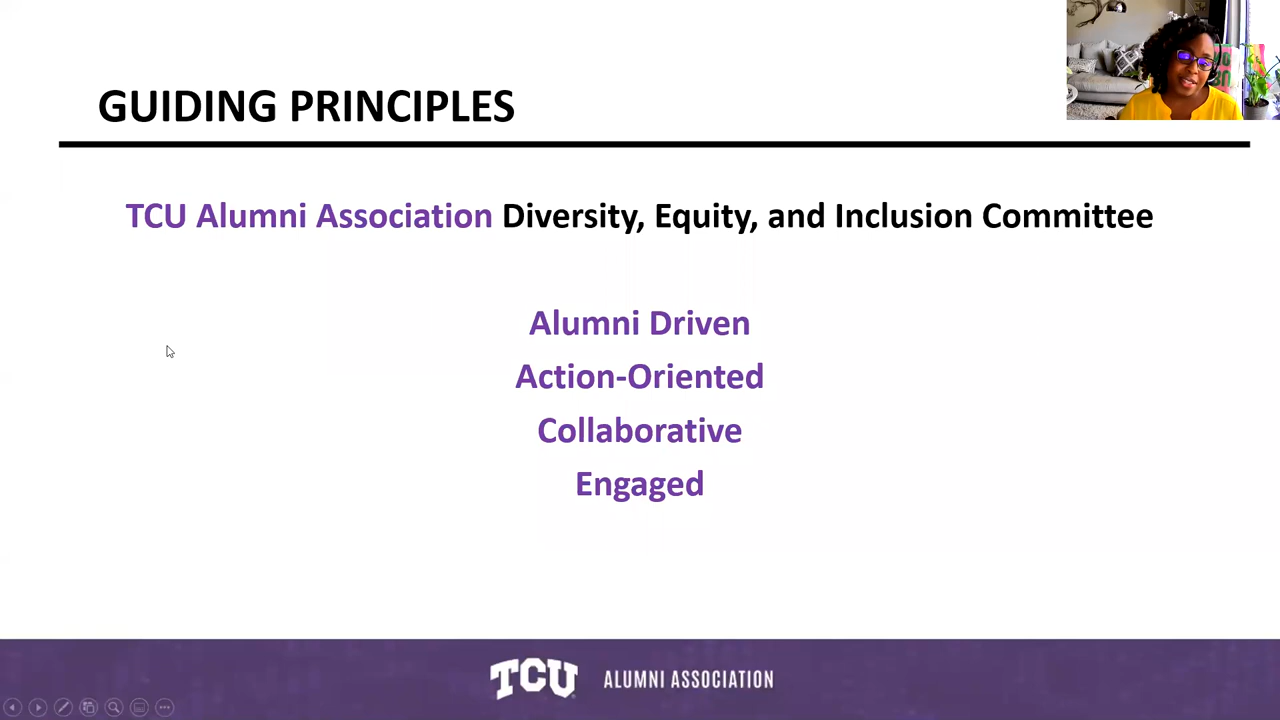 GUIDING PRINCIPLES
TCU Alumni Association Diversity, Equity, and Inclusion Committee
Alumni Driven
Action-Oriented
Collaborative
Engaged
TCU ALUMNI ASSOCIATION